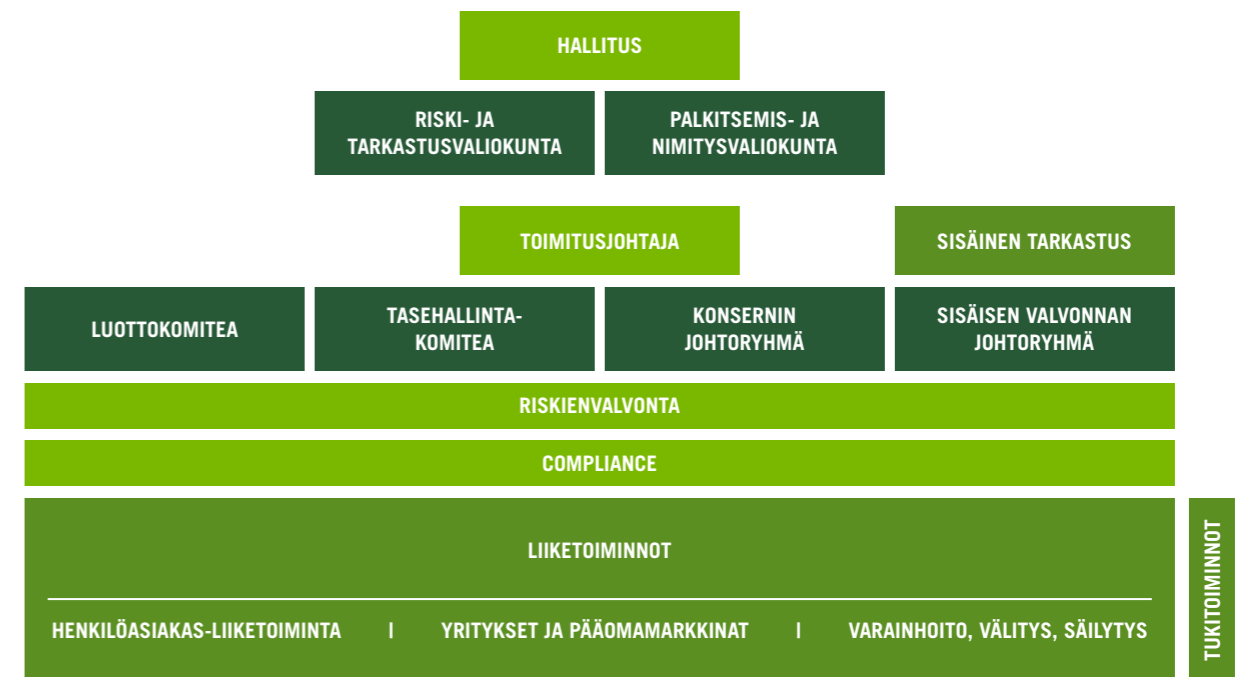 HALLITUS
RISKI- JA
TARKASTUSVALIOKUNTA
PALKITSEMIS- JA
NIMITYSVALIOKUNTA
TOIMITUSJOHTAJA
SISÄINEN TARKASTUS
LUOTTOKOMITEA
TASEHALLINTA-
KOMITEA
KONSERNIN
JOHTORYHMÄ
SISÄISEN VALVONNAN
JOHTORYHMÄ
RISKIENVALVONTA
COMPLIANCE
LIIKETOIMINNOT
HENKILÖASIAKAS-LIIKETOIMINTA | YRITYKSET JA PÄÄOMAMARKKINAT | VARAINHOITO, VÄLITYS, SÄILYTYS
TUKITOIMINNOT